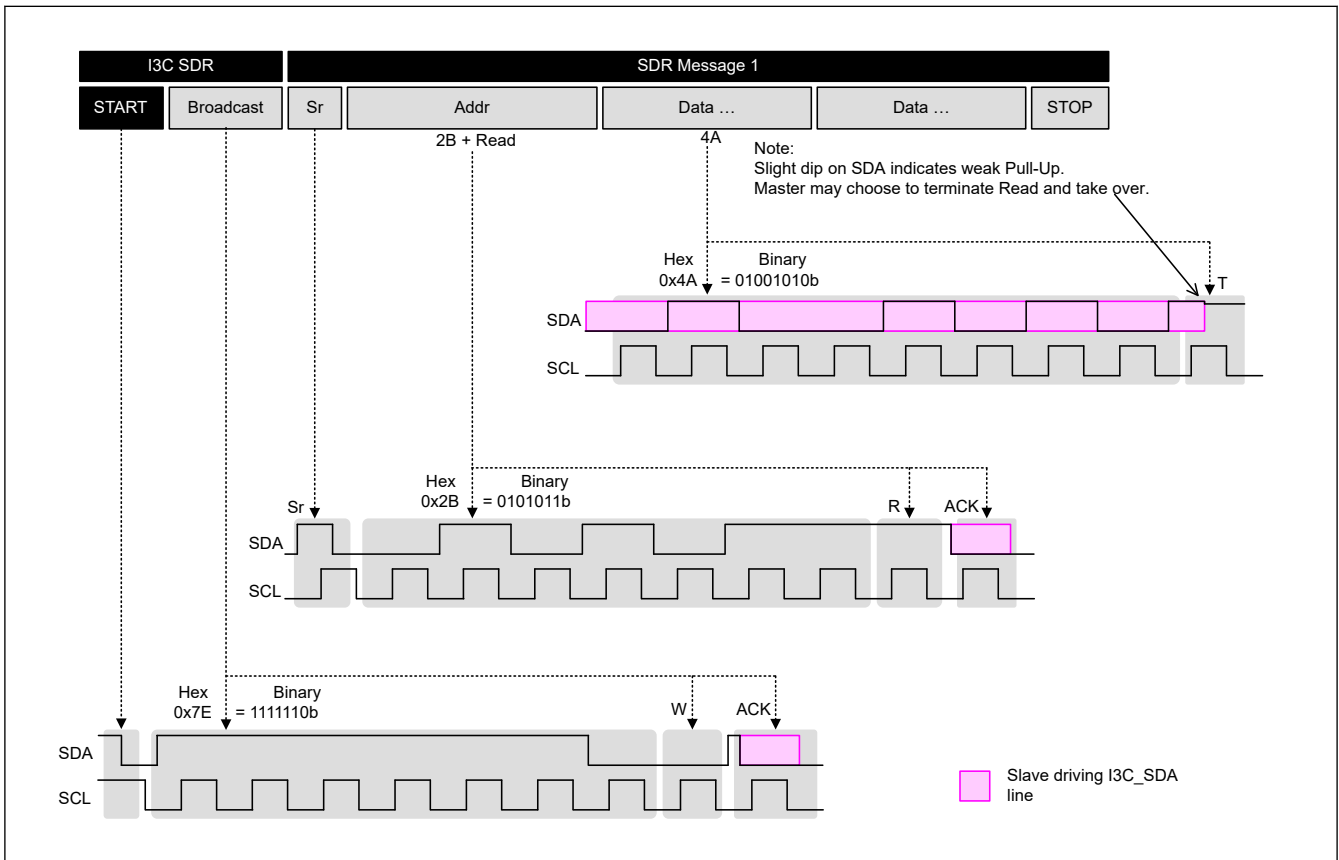 I3C SDR
SDR Message 1
START
Broadcast
Sr
Addr
Data …
Data …
STOP
2B + Read
4A
Note:
Slight dip on SDA indicates weak Pull-Up.
Master may choose to terminate Read and take over.
Hex
Binary
0x4A
= 01001010b
T
SDA
SCL
Hex
Binary
0x2B
= 0101011b
Sr
R
ACK
SDA
SCL
Hex
Binary
0x7E
= 1111110b
W
ACK
SDA
SCL
Slave driving I3C_SDA
line